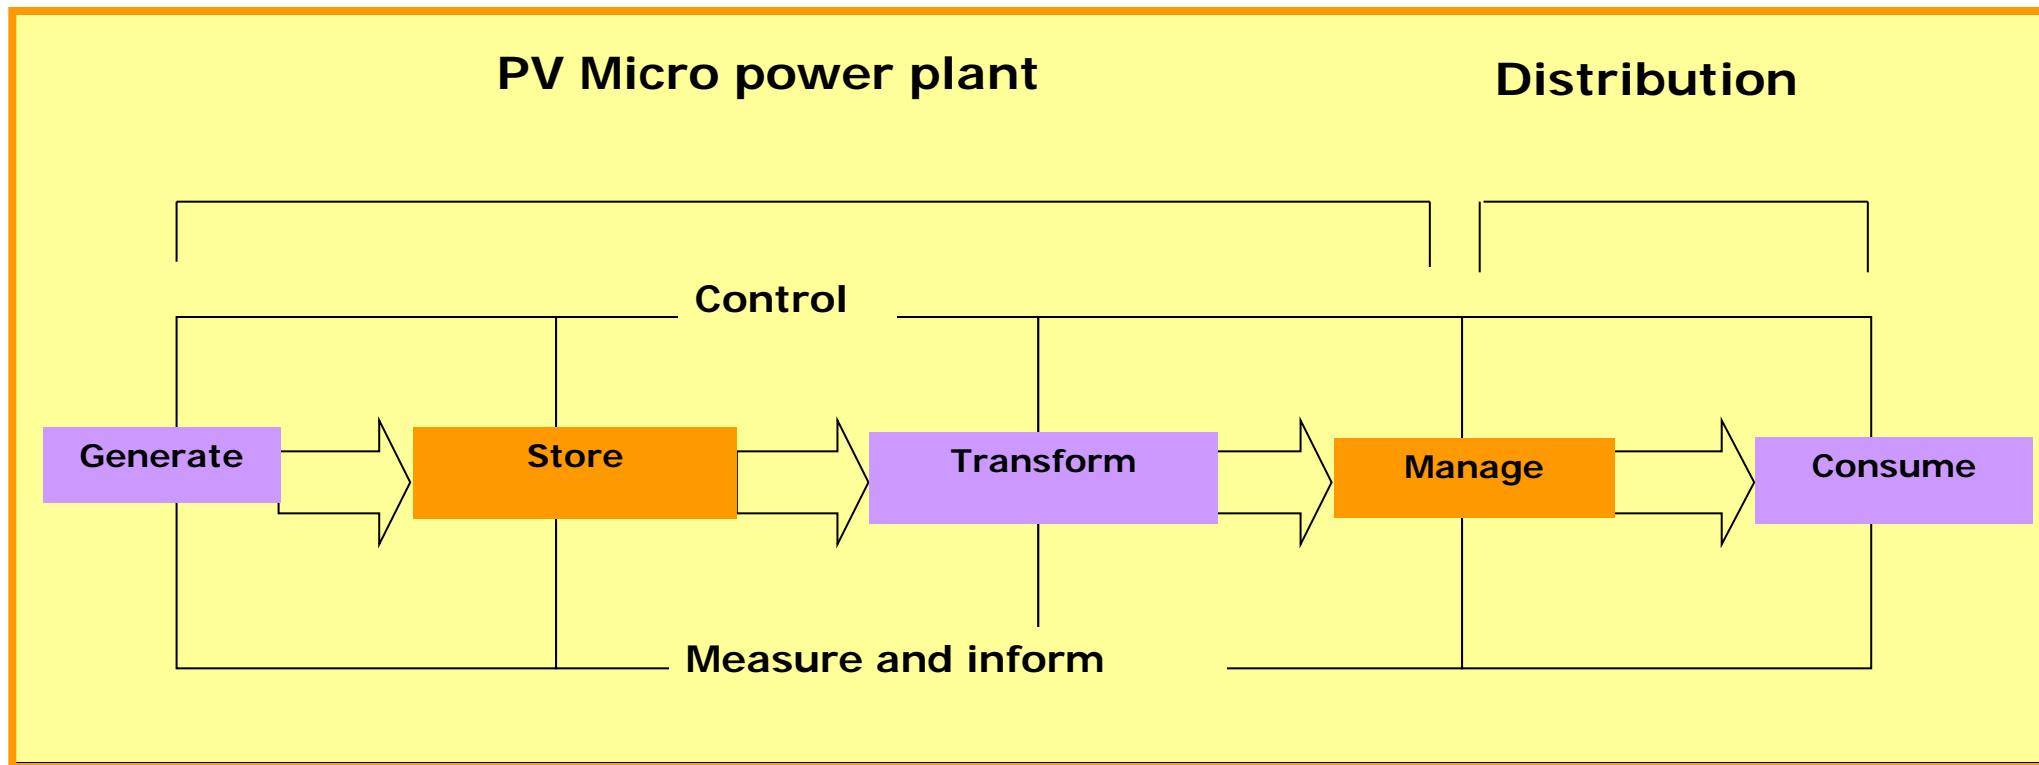 PV Micro power plant
Distribution
Control
Generate
Store
Transform
Manage
Consume
Measure and inform